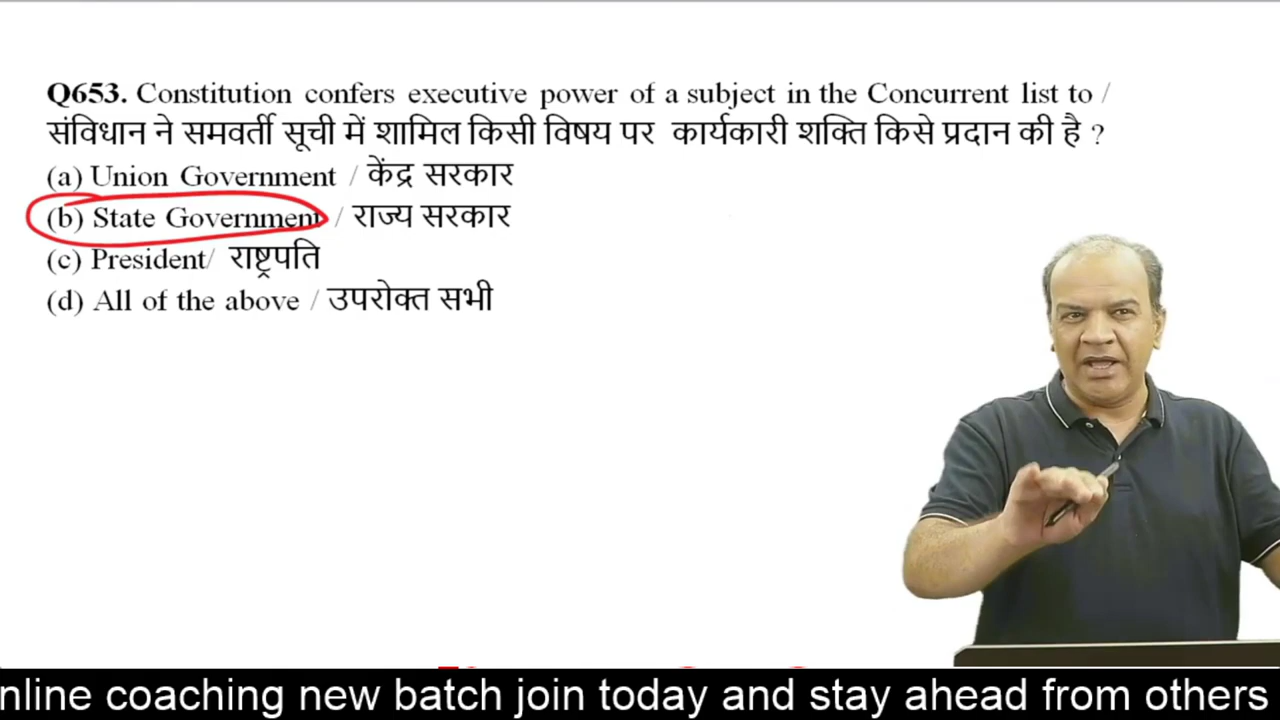 Q653. Constitution confers executive power of a subject in the Concurrent list to /
संविधान ने समवर्ती सूची में शामिल किसी विषय पर कार्यकारी शक्ति किसे प्रदान की है ?
(a) Union Government / केंद्र सरकार
(b) State Government / राज्य सरकार
(c) President/ राष्ट्रपति
(d) All of the above / उपरोक्त सभी
nline coaching new batch join today and stay ahead from others